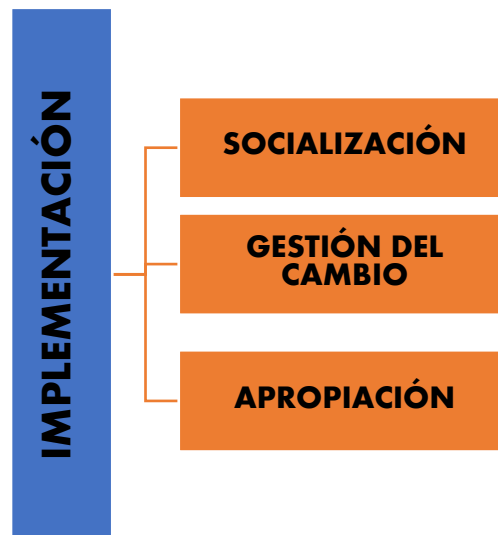 IMPLEMENTACIÓN
SOCIALIZACIÓN
GESTIÓN DEL
CAMBIO
APROPIACIÓN